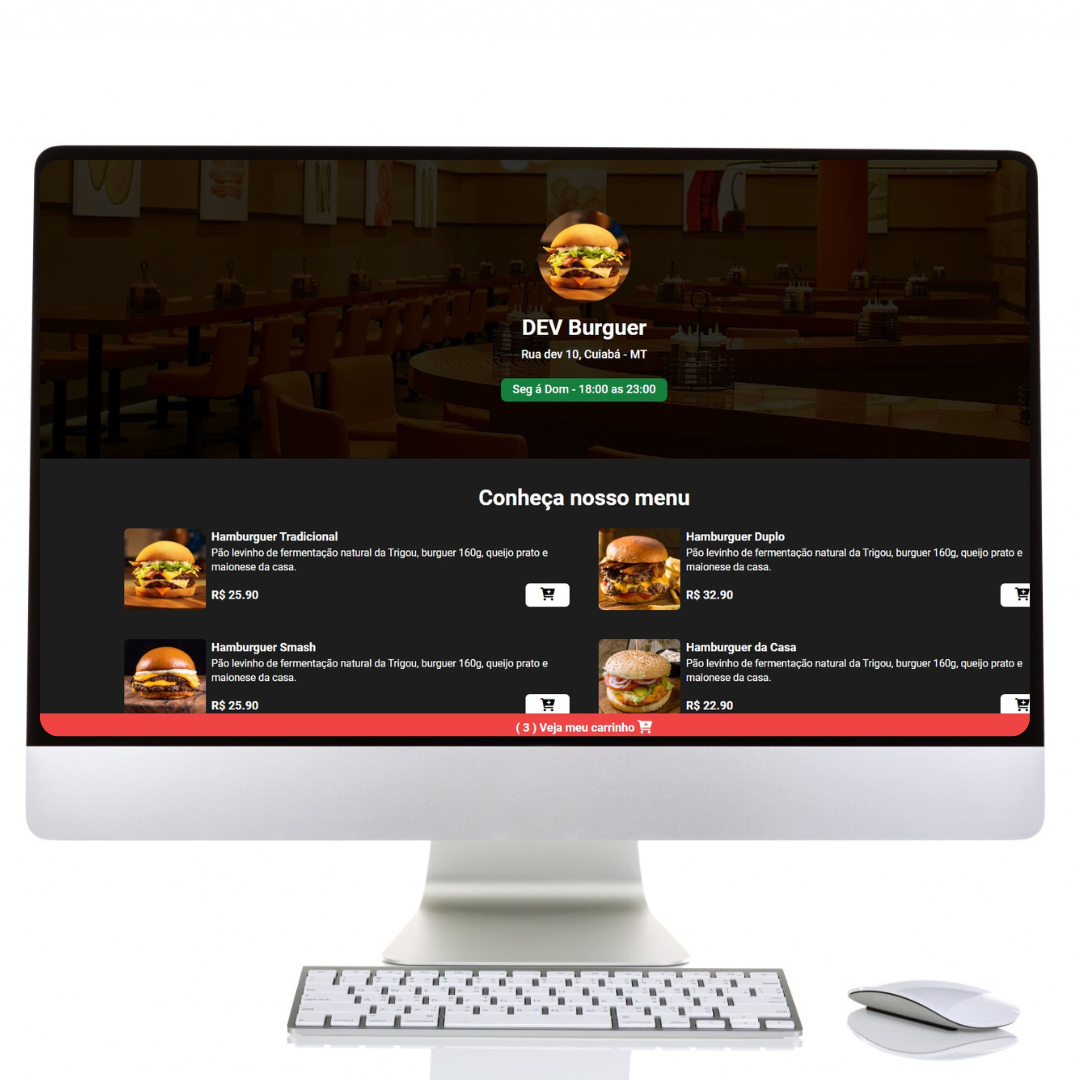 DEV Burguer
Rua dev 10, Cuiabá - MT
Seg á Dom - 18:00 as 23:00
Conheça nosso menu
Hamburguer Tradicional
Pão levinho de fermentação natural da Trigou, burguer 160g, queijo prato e
maionese da casa.
R$ 25.90
Hamburguer Duplo
Pão levinho de fermentação natural da Trigou, burguer 160g, queijo prato e
maionese da casa.
R$ 32.90
Hamburguer Smash
Pão levinho de fermentação natural da Trigou, burguer 160g, queijo prato e
maionese da casa.
R$ 25.90
Hamburguer da Casa
Pão levinho de fermentação natural da Trigou, burguer 160g, queijo prato e
maionese da casa.
R$ 22.90
( 3 ) Veja meu carrinho